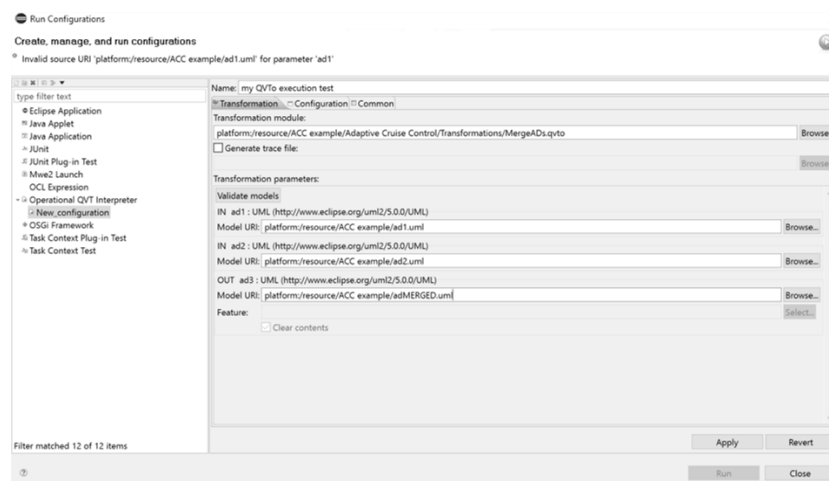 Run Configurations
Create, manage, and run configurations
Invalid source URI 'platform:/resource/ACC example/ad1.uml' for parameter 'ad1'
type filter text
Eclipse Application
Java Applet
Java Application
JUnit
JUnit Plug-in Test
Mwe2 Launch
OCL Expression
Operational QVT Interpreter
New_configuration
OSGi Framework
Task Context Plug-in Test
Task Context Test
Filter matched 12 of 12 items
Name: my QVTo execution test
Transformation Configuration Common
Transformation module:
platform:/resource/ACC example/Adaptive Cruise Control/Transformations/MergeADs.qvto Browse
Generate trace file:
Browse
Transformation parameters:
Validate models
IN ad1 : UML (http://www.eclipse.org/uml2/5.0.0/UML)
Model URI: platform:/resource/ACC example/ad1.uml Browse...
IN ad2 : UML (http://www.eclipse.org/uml2/5.0.0/UML)
Model URI: platform:/resource/ACC example/ad2.uml Browse...
OUT ad3 : UML (http://www.eclipse.org/uml2/5.0.0/UML)
Model URI: platform:/resource/ACC example/adMERGED.uml Browse...
Feature: Select...
Clear contents
Apply Revert
Run Close